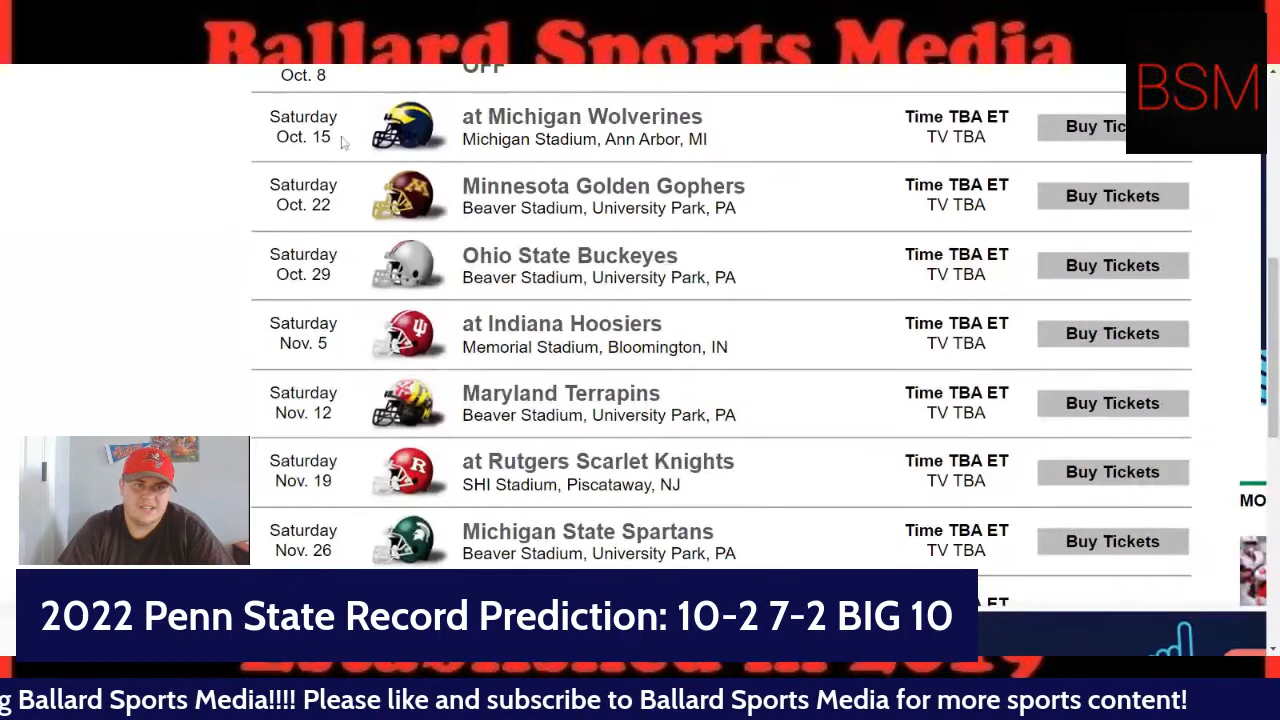 Ballard Sports Media
BSM
Oct. 8
OFF
Saturday
Oct. 15
at Michigan Wolverines
Michigan Stadium, Ann Arbor, MI
Time TBA ET
TV TBA
Buy Tic
Saturday
Oct. 22
Minnesota Golden Gophers
Beaver Stadium, University Park, PA
Time TBA ET
TV TBA
Buy Tickets
Saturday
Oct. 29
Ohio State Buckeyes
Beaver Stadium, University Park, PA
Time TBA ET
TV TBA
Buy Tickets
Saturday
Nov. 5
at Indiana Hoosiers
Memorial Stadium, Bloomington, IN
Time TBA ET
TV TBA
Buy Tickets
Saturday
Nov. 12
Maryland Terrapins
Beaver Stadium, University Park, PA
Time TBA ET
TV TBA
Buy Tickets
Saturday
Nov. 19
at Rutgers Scarlet Knights
SHI Stadium, Piscataway, NJ
Time TBA ET
TV TBA
Buy Tickets
MO
Saturday
Nov. 26
Michigan State Spartans
Beaver Stadium, University Park, PA
Time TBA ET
TV TBA
Buy Tickets
ET
2022 Penn State Record Prediction: 10-2 7-2 BIG 10
Established in 2019
g Ballard Sports Media!!!! Please like and subscribe to Ballard Sports Media for more sports content!